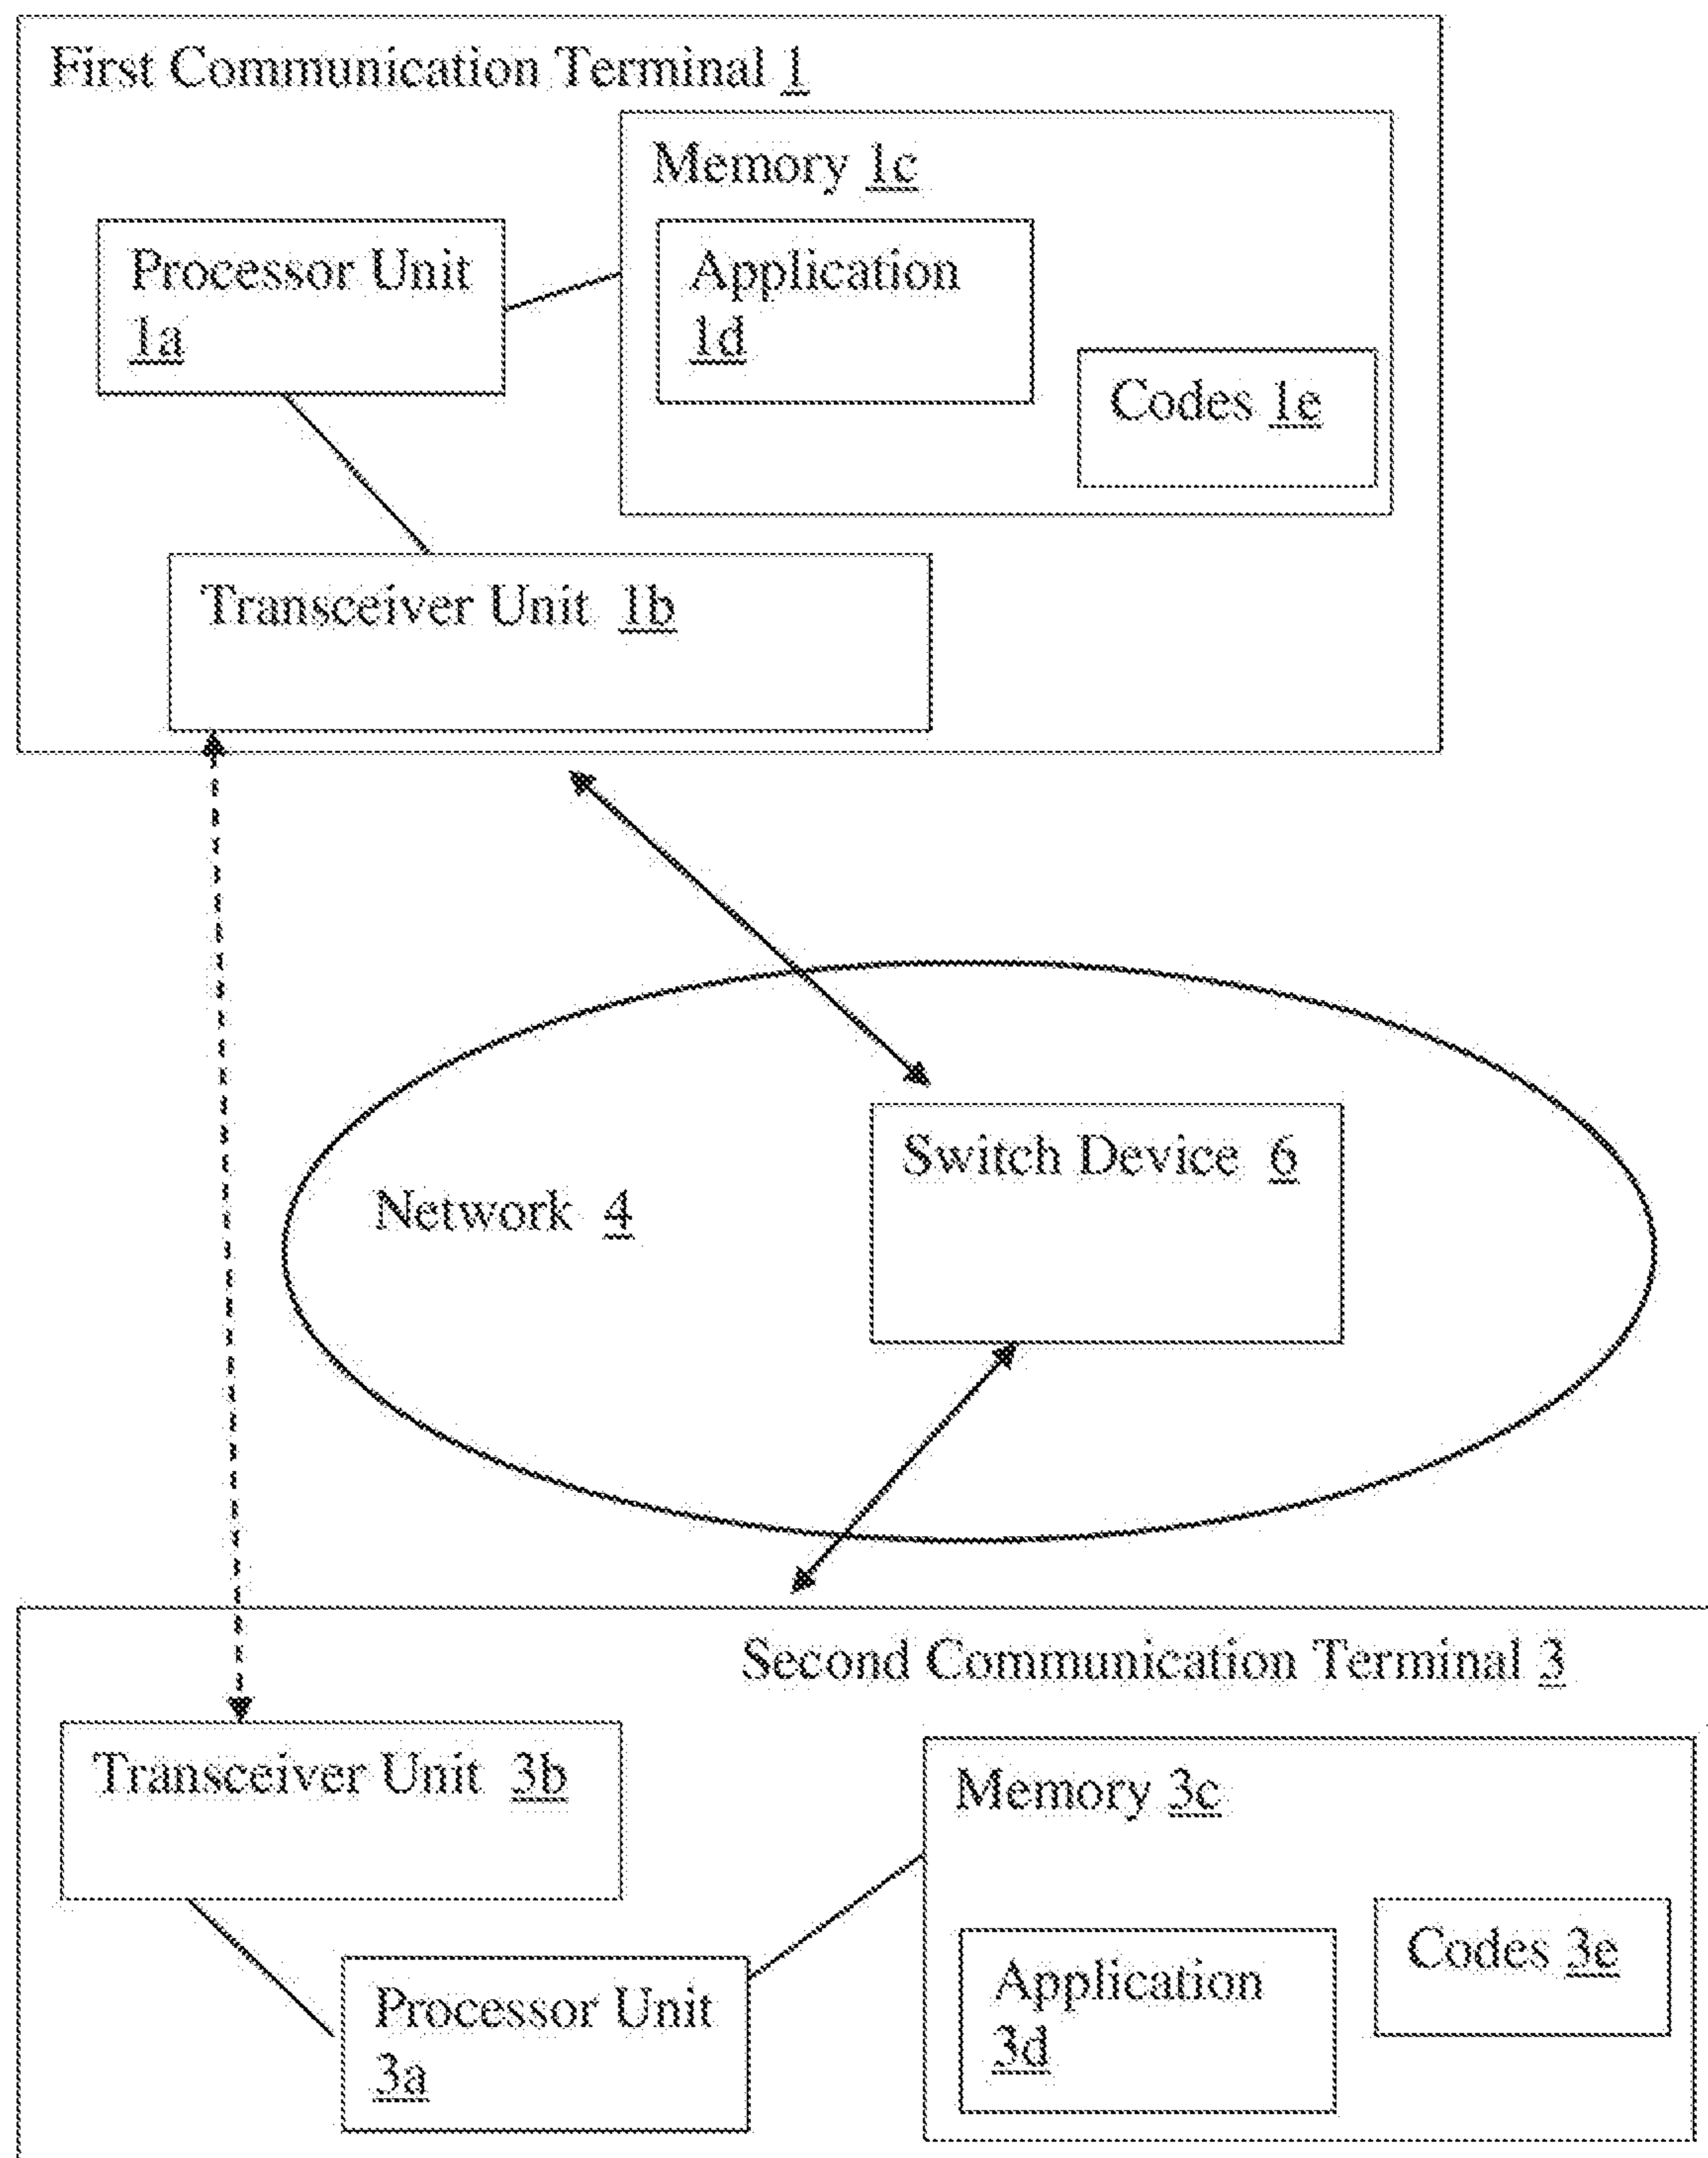 First Communication Terminal 1
Memory 1c
Processor Unit
1a
Application
1d
Codes 1e
Transceiver Unit 1b
Switch Device 6
Network 4
Second Communication Terminal 3
Transceiver Unit 3b
Memory 3c
Processor Unit
3a
Application
3d
Codes 3e